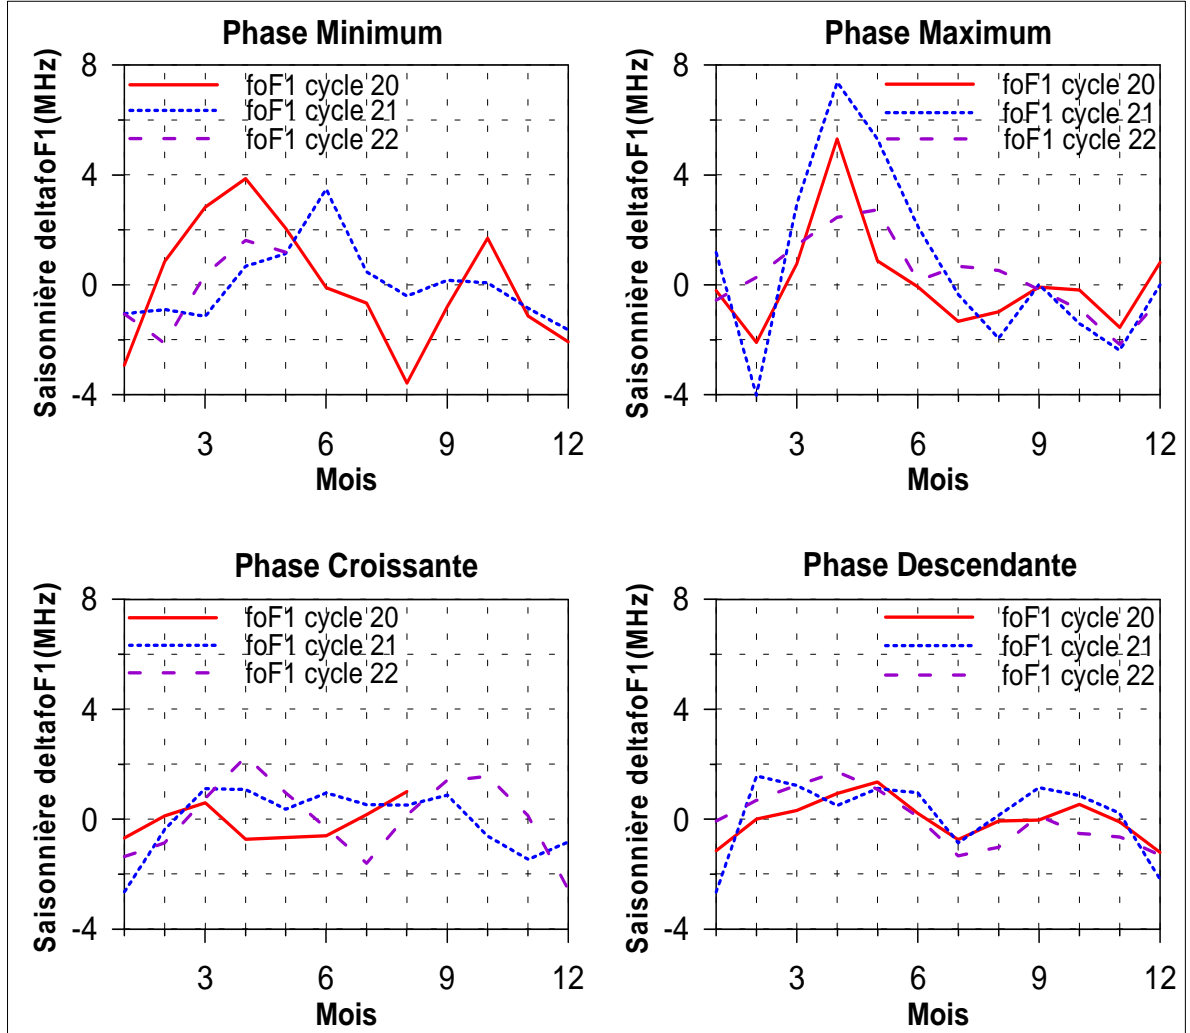 Phase Minimum
Saisonnière deltafoF1(MHz)
8
4
0
-4
foF1 cycle 20
foF1 cycle 21
foF1 cycle 22
3 6 9 12
Mois
Phase Maximum
Saisonnière deltafoF1(MHz)
8
4
0
-4
foF1 cycle 20
foF1 cycle 21
foF1 cycle 22
3 6 9 12
Mois
Phase Croissante
Saisonnière deltafoF1(MHz)
8
4
0
-4
foF1 cycle 20
foF1 cycle 21
foF1 cycle 22
3 6 9 12
Mois
Phase Descendante
Saisonnière deltafoF1(MHz)
8
4
0
-4
foF1 cycle 20
foF1 cycle 21
foF1 cycle 22
3 6 9 12
Mois